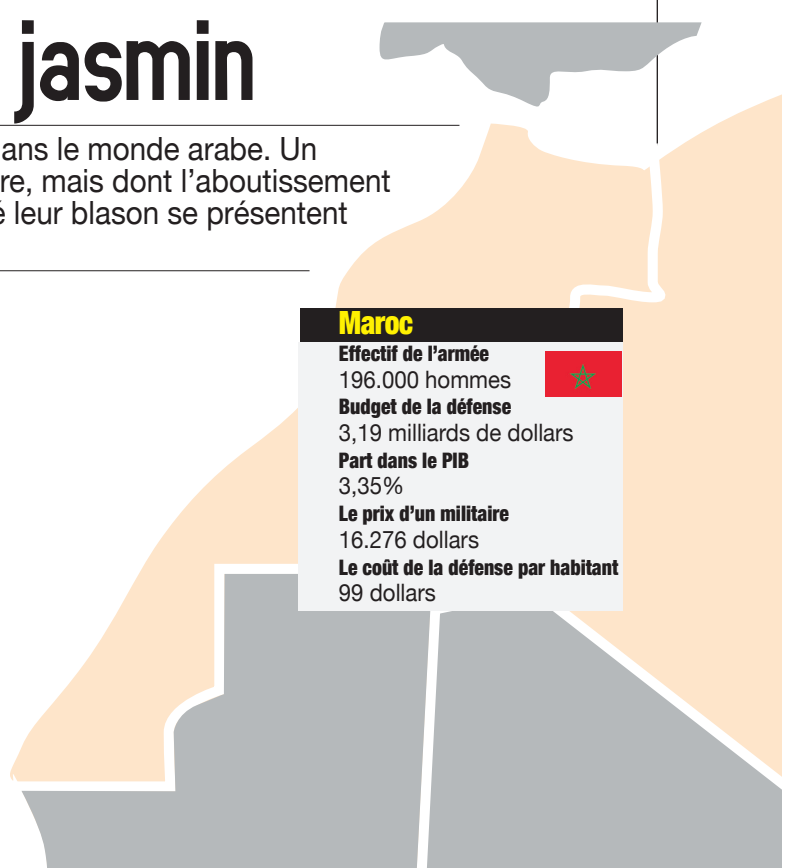 jasmin
ans le monde arabe. Un
re, mais dont l’aboutissement
é leur blason se présentent
Maroc
Effectif de l’armée
196.000 hommes
Budget de la défense
3,19 milliards de dollars
Part dans le PIB
3,35%
Le prix d’un militaire
16.276 dollars
Le coût de la défense par habitant
99 dollars